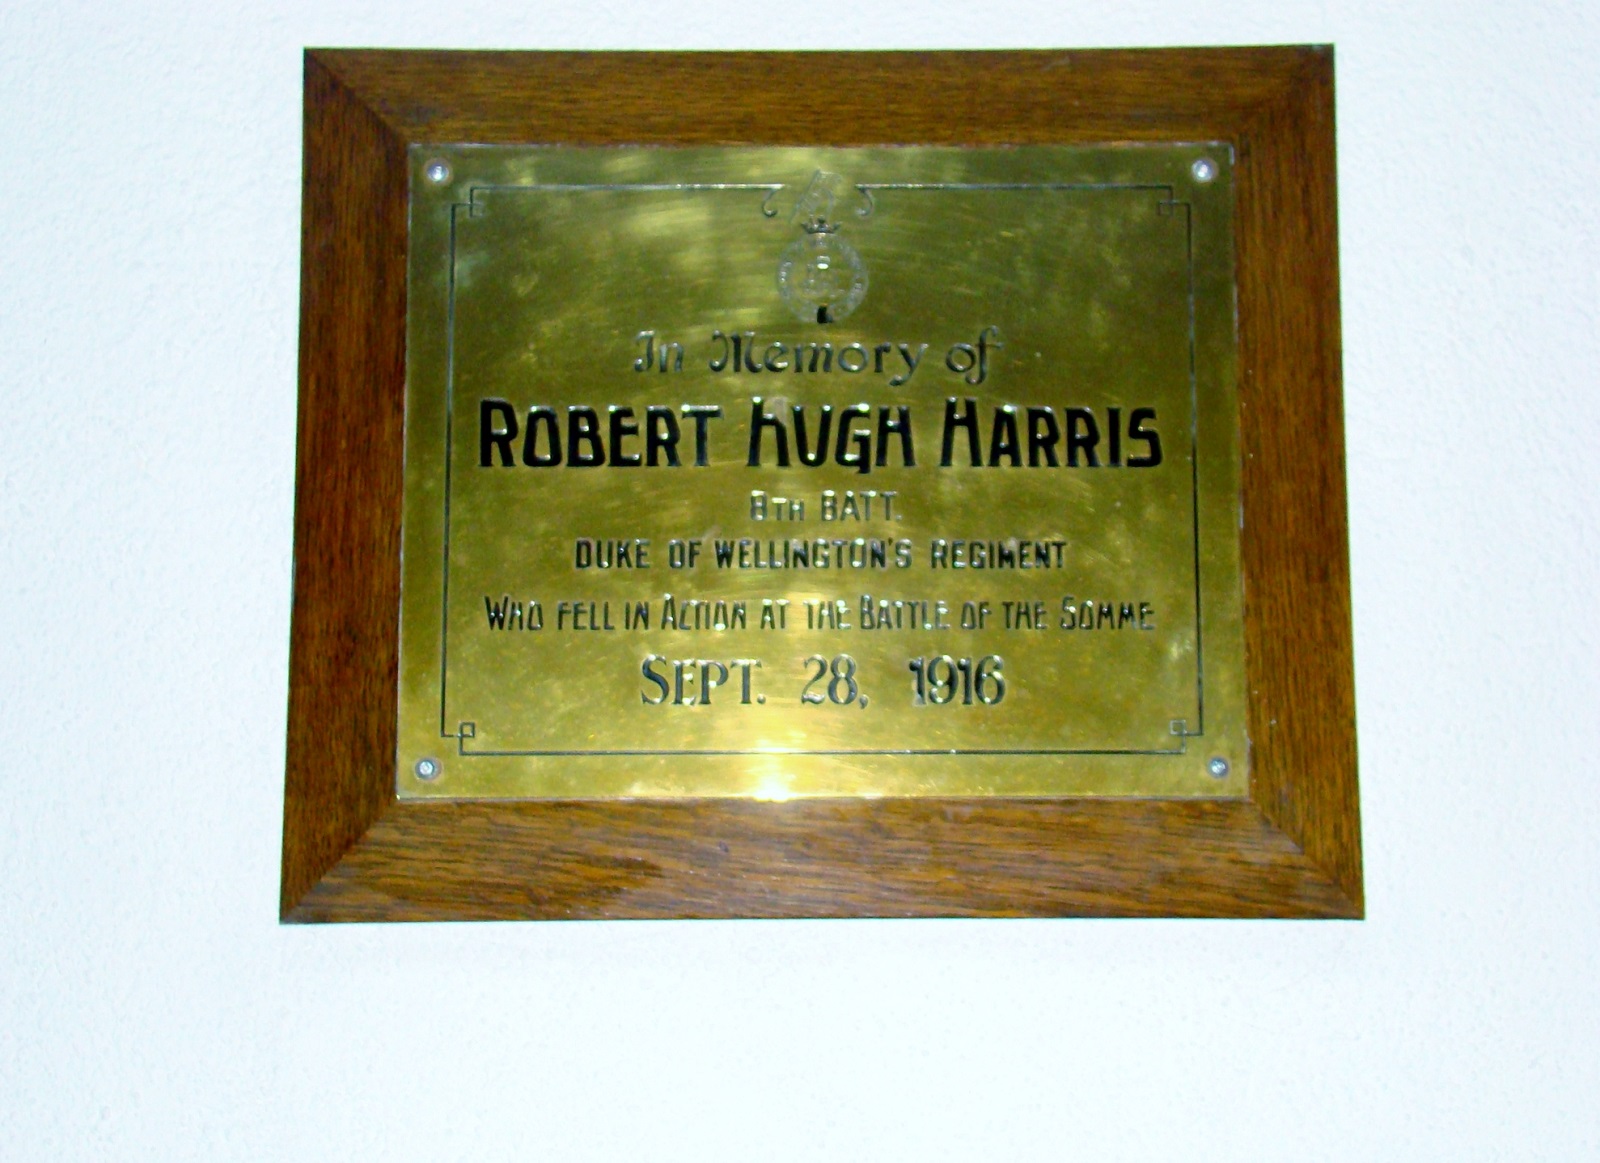 In Memory of
ROBERT HUGH HARRIS
8TH BATT.
DUKE OF WELLINGTON'S REGIMENT
WHO FELL IN ACTION AT THE BATTLE OF THE SOMME
SEPT. 28, 1916